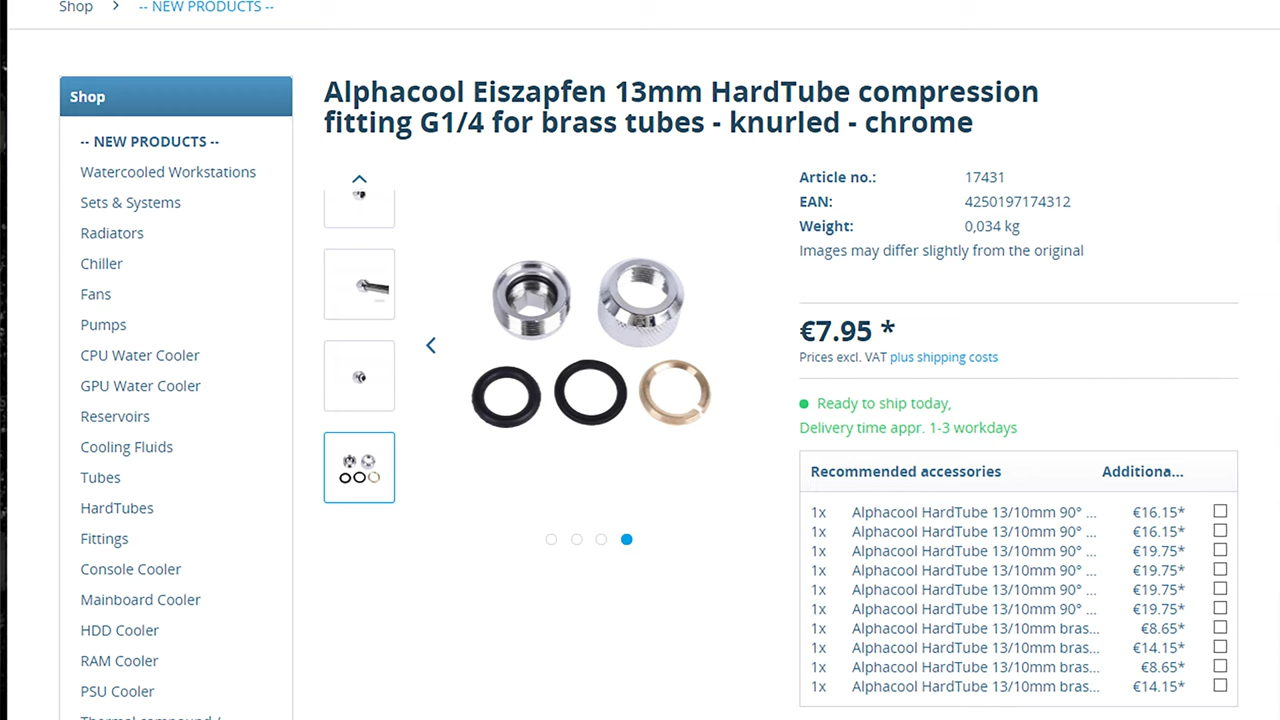 Shop > -- NEW PRODUCTS --
Shop
-- NEW PRODUCTS --
Watercooled Workstations
Sets & Systems
Radiators
Chiller
Fans
Pumps
CPU Water Cooler
GPU Water Cooler
Reservoirs
Cooling Fluids
Tubes
HardTubes
Fittings
Console Cooler
Mainboard Cooler
HDD Cooler
RAM Cooler
PSU Cooler
Alphacool Eiszapfen 13mm HardTube compression
fitting G1/4 for brass tubes - knurled - chrome
Article no.: 17431
EAN: 4250197174312
Weight: 0,034 kg
Images may differ slightly from the original
€7.95 *
Prices excl. VAT plus shipping costs
Ready to ship today,
Delivery time appr. 1-3 workdays
Recommended accessories Additiona...
1x Alphacool HardTube 13/10mm 90° ... €16.15*
1x Alphacool HardTube 13/10mm 90° ... €16.15*
1x Alphacool HardTube 13/10mm 90° ... €19.75*
1x Alphacool HardTube 13/10mm 90° ... €19.75*
1x Alphacool HardTube 13/10mm 90° ... €19.75*
1x Alphacool HardTube 13/10mm 90° ... €19.75*
1x Alphacool HardTube 13/10mm bras... €8.65*
1x Alphacool HardTube 13/10mm bras... €14.15*
1x Alphacool HardTube 13/10mm bras... €8.65*
1x Alphacool HardTube 13/10mm bras... €14.15*